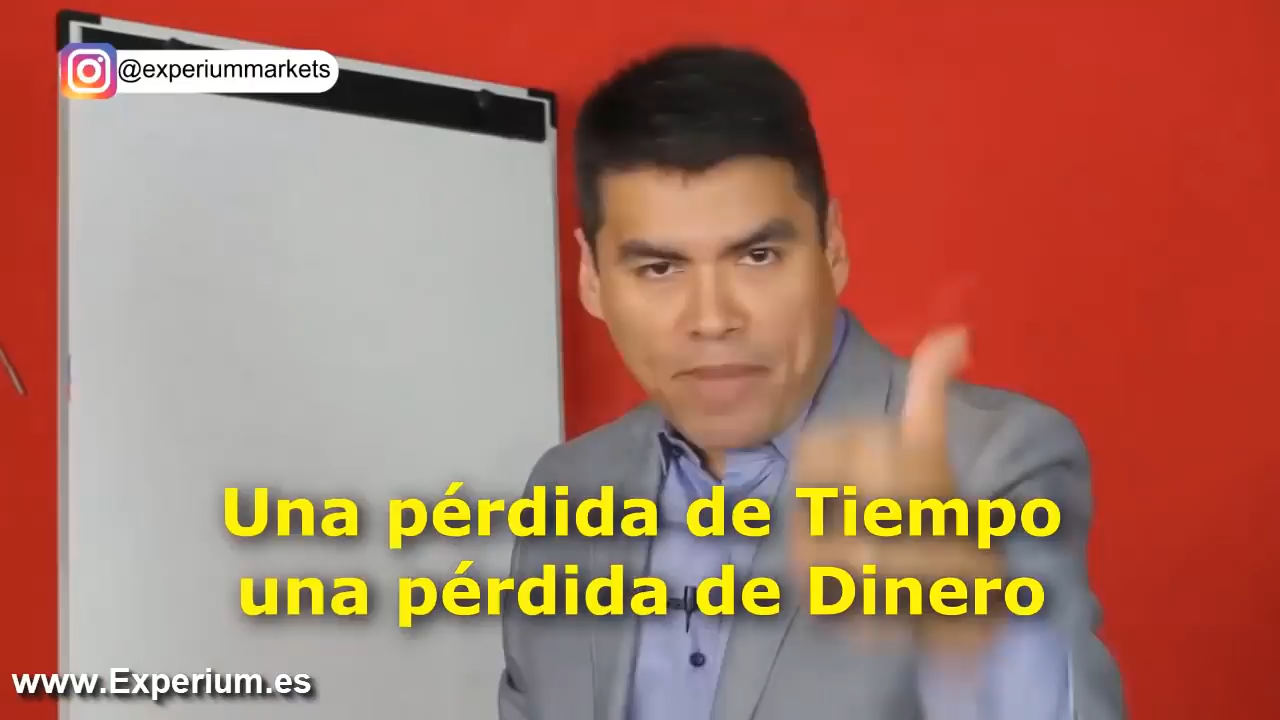 @experiummarkets
Una pérdida de Tiempo
una pérdida de Dinero
www.Experium.es